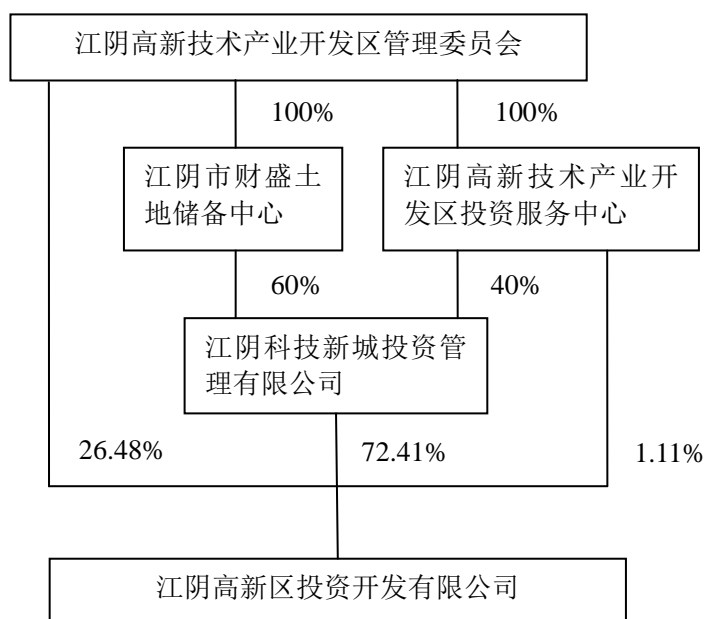 江阴高新技术产业开发区管理委员会
100%
100%
江阴市财盛土
地储备中心
江阴高新技术产业开
发区投资服务中心
60%
40%
江阴科技新城投资管
理有限公司
26.48%
72.41%
1.11%
江阴高新区投资开发有限公司